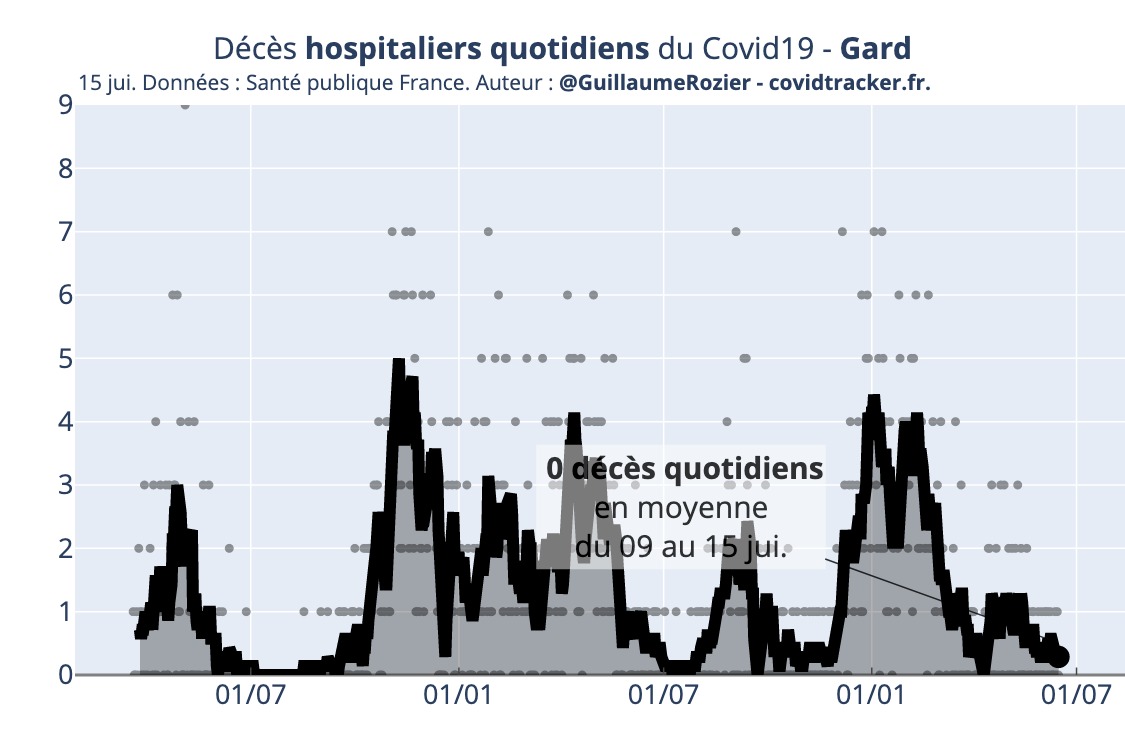 Décès hospitaliers quotidiens du Covid19 - Gard
15 jui. Données : Santé publique France. Auteur : @GuillaumeRozier - covidtracker.fr.
9
8
7
6
5
4
3
2
1
0
0 décès quotidiens
en moyenne
du 09 au 15 jui.
01/07 01/01 01/07 01/01 01/07